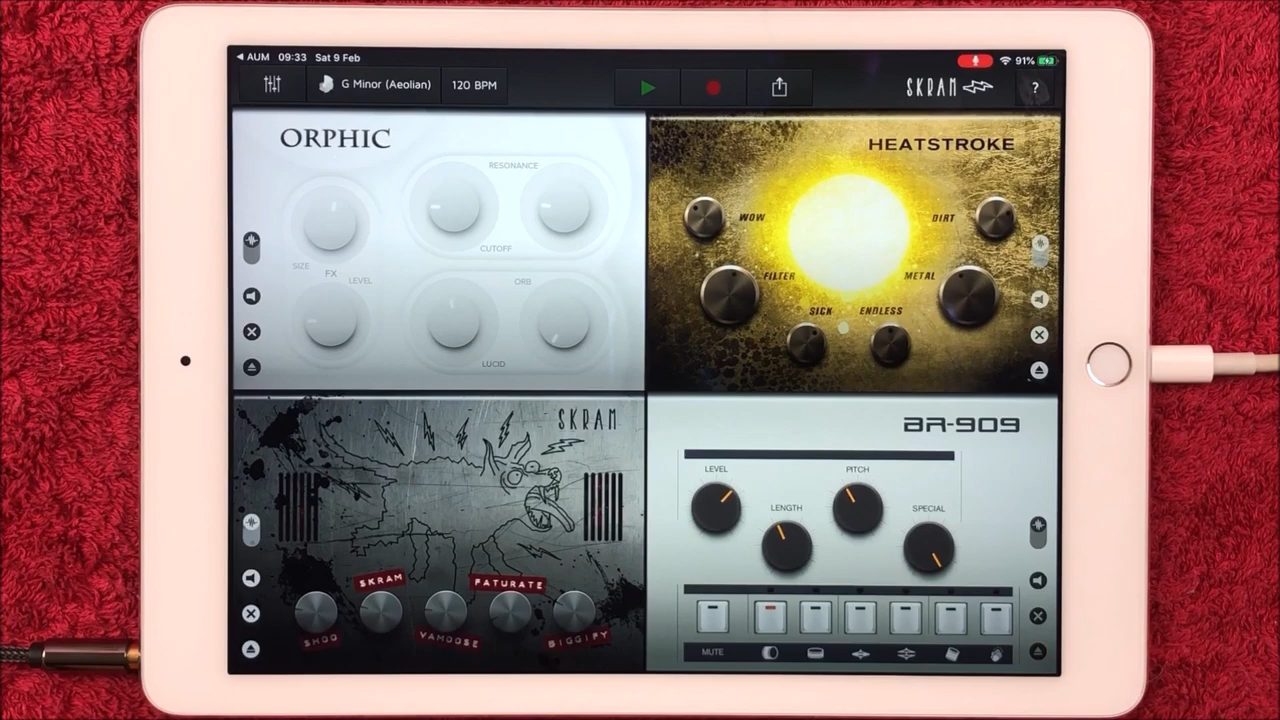 AUM 09:33 Sat 9 Feb 91%
G Minor (Aeolian) 120 BPM SKRAM ?
ORPHIC
RESONANCE
CUTOFF
SIZE
FX
LEVEL
ORB
LUCID
HEATSTROKE
WOW DIRT
FILTER METAL
SICK ENDLESS
SKRAM
SKRAM FATURATE
SHOQ VAMOOSE BIGGIFY
AR-909
LEVEL PITCH
LENGTH SPECIAL
MUTE